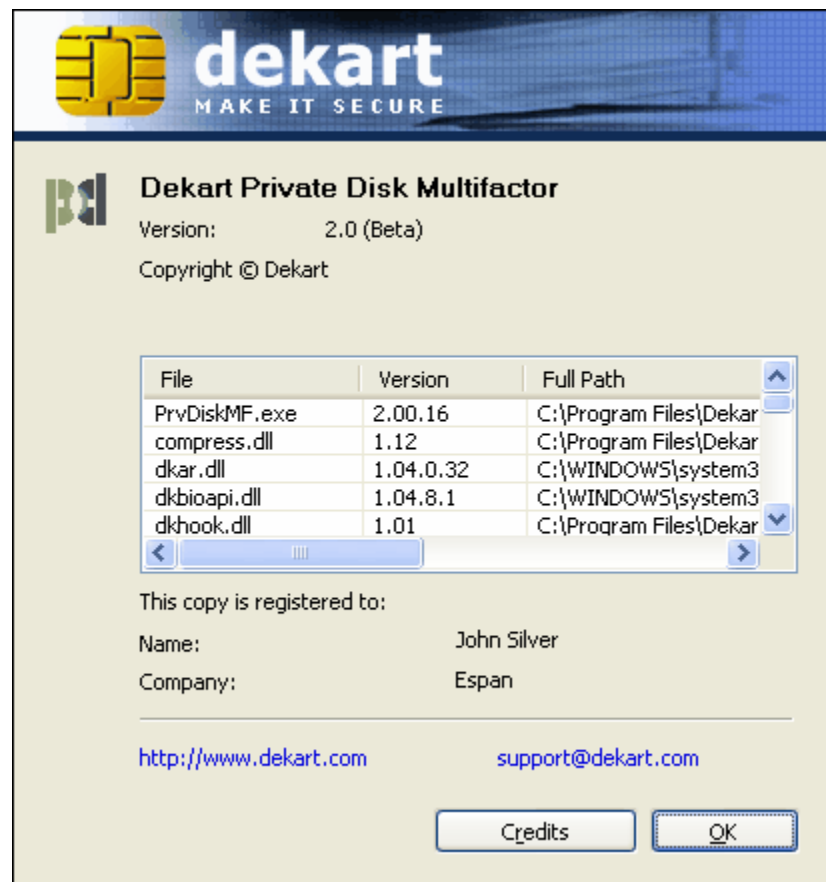 dekart
MAKE IT SECURE
Dekart Private Disk Multifactor
Version: 2.0 (Beta)
Copyright © Dekart
File Version Full Path
PrvDiskMF.exe 2.00.16 C:\Program Files\Dekar
compress.dll 1.12 C:\Program Files\Dekar
dkar.dll 1.04.0.32 C:\WINDOWS\system3
dkbioapi.dll 1.04.8.1 C:\WINDOWS\system3
dkhook.dll 1.01 C:\Program Files\Dekar
This copy is registered to:
Name: John Silver
Company: Espan
http://www.dekart.com support@dekart.com
Credits OK